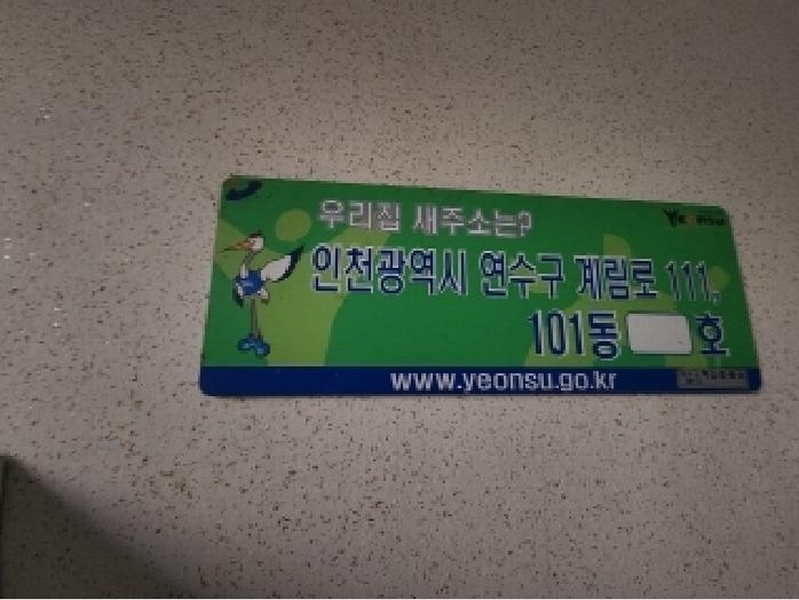 우리집 새주소는?
Yeonsu
인천광역시 연수구 계림로 111,
101동 호
www.yeonsu.go.kr